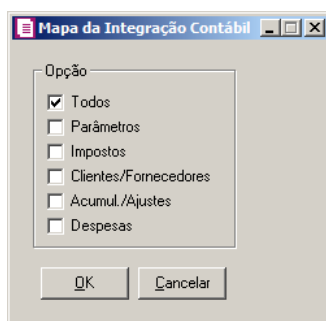 Mapa da Integração Contábil
Opção
Todos
Parâmetros
Impostos
Clientes/Fornecedores
Acumul./Ajustes
Despesas
OK Cancelar